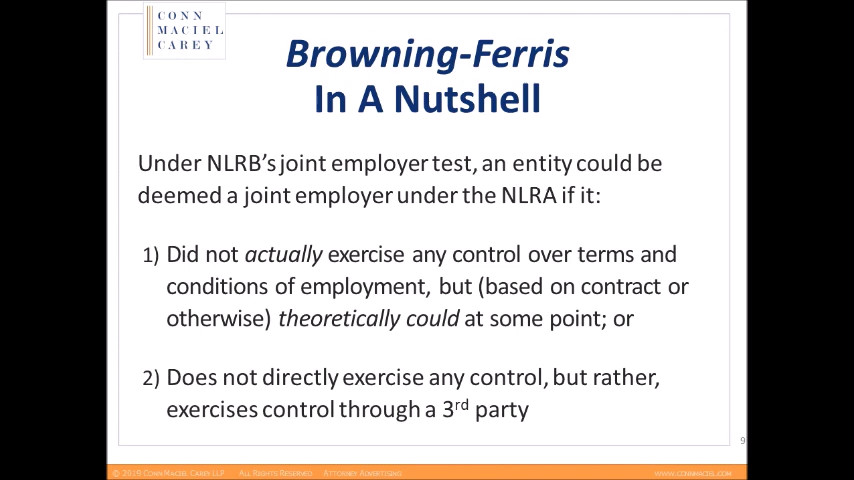 CONN
MACIEL
CAREY
Browning-Ferris
In A Nutshell
Under NLRB’s joint employer test, an entity could be
deemed a joint employer under the NLRA if it:
1) Did not actually exercise any control over terms and
conditions of employment, but (based on contract or
otherwise) theoretically could at some point; or
2) Does not directly exercise any control, but rather,
exercises control through a 3rd party
9
© 2019 CONN MACIEL CAREY LLP ALL RIGHTS RESERVED ATTORNEY ADVERTISING WWW.CONNMACIEL.COM